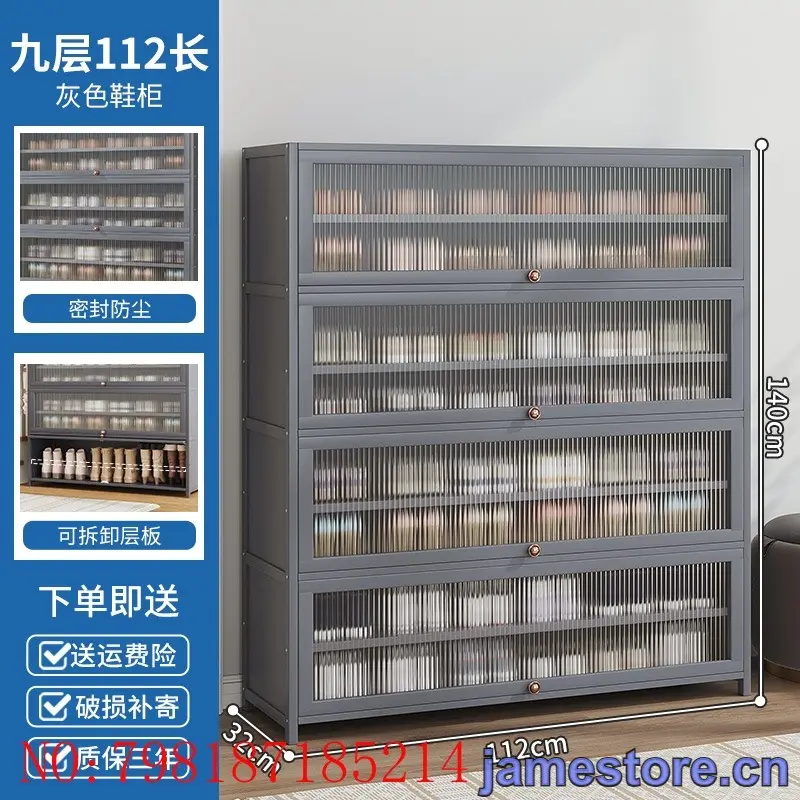 九层112长
灰色鞋柜
密封防尘
可拆卸层板
下单即送
送运费险
破损补寄
质保三年
140cm
32cm
112cm
NO.798187185214
jamestore.cn